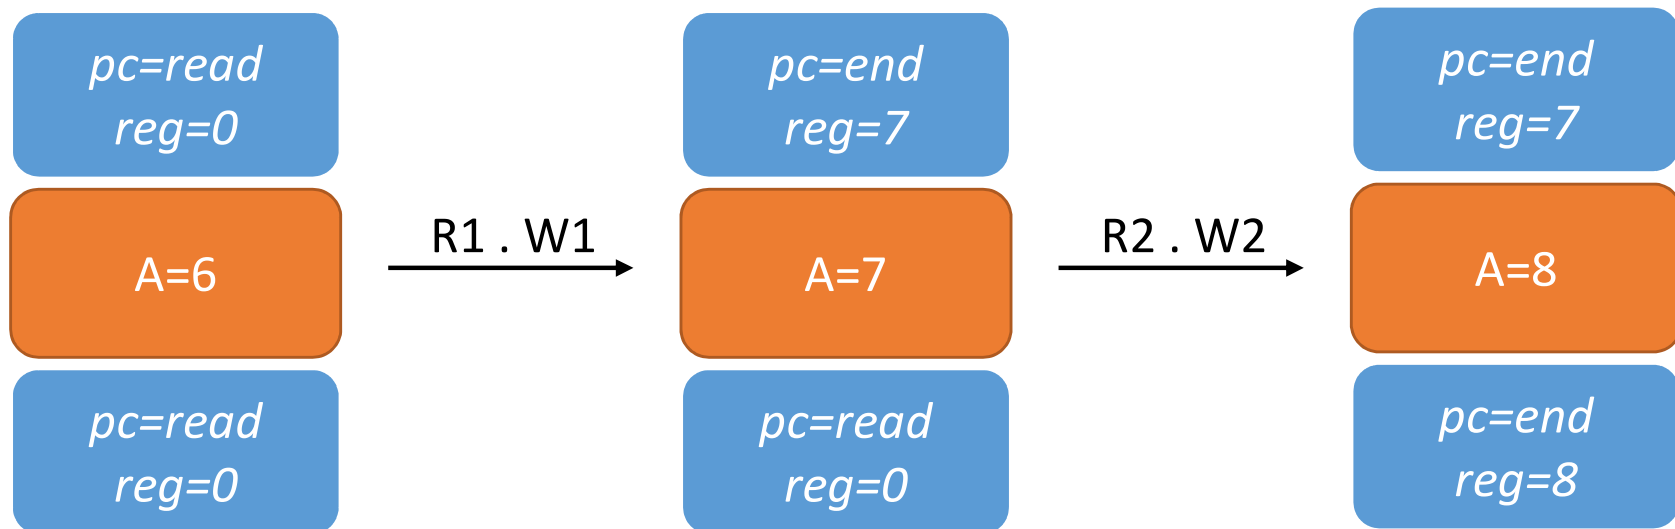 pc=read
reg=0
A=6
pc=read
reg=0
R1 . W1
pc=end
reg=7
A=7
pc=read
reg=0
R2 . W2
pc=end
reg=7
A=8
pc=end
reg=8